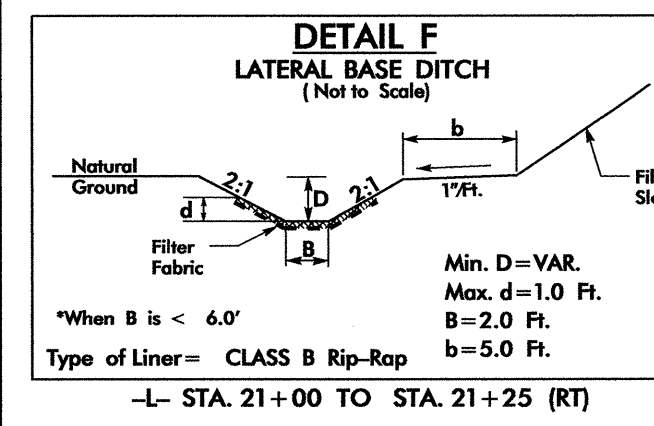 DETAIL F
LATERAL BASE DITCH
( Not to Scale)
b
Natural
Ground
2:1
D
2:1
1"/Ft.
d
B
Filter
Fabric
Min. D=VAR.
Max. d=1.0 Ft.
*When B is < 6.0'
B=2.0 Ft.
Type of Liner= CLASS B Rip-Rap
b=5.0 Ft.
-L- STA. 21+00 TO STA. 21+25 (RT)